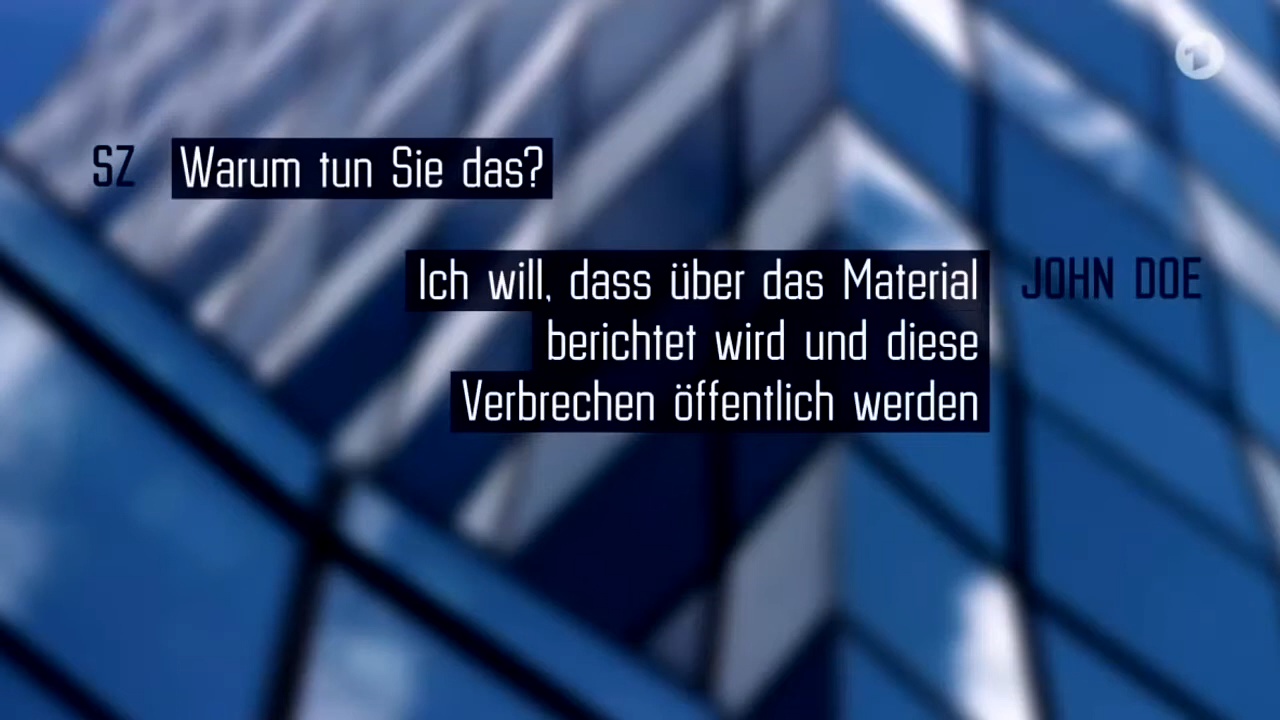 SZ Warum tun Sie das?
Ich will, dass über das Material JOHN DOE
berichtet wird und diese
Verbrechen öffentlich werden